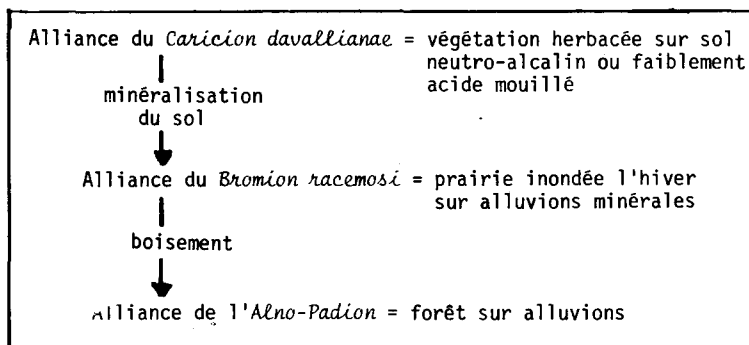 Alliance du Caricion davallianae = végétation herbacée sur sol
neutro-alcalin ou faiblement
acide mouillé
minéralisation
du sol
Alliance du Bromion racemosi = prairie inondée l'hiver
sur alluvions minérales
boisement
Alliance de l'Alno-Padion = forêt sur alluvions